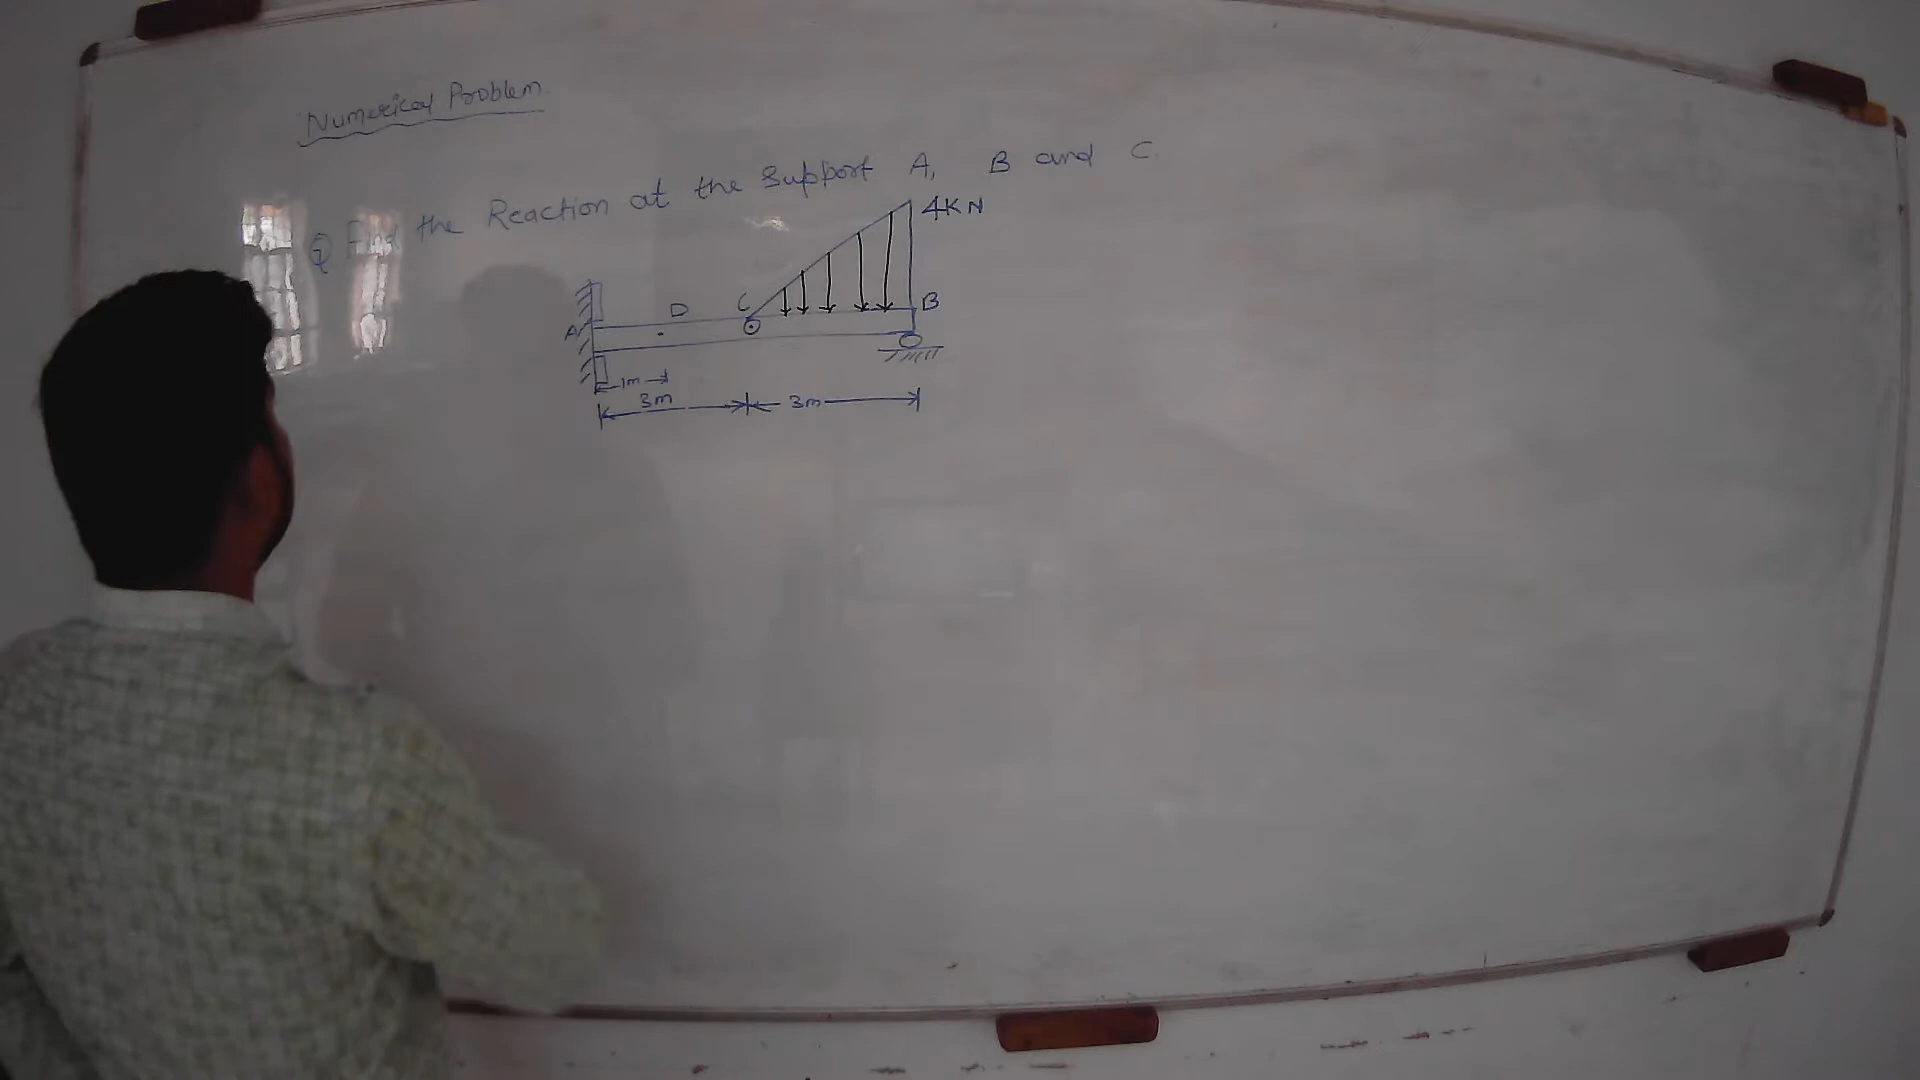 Numerical Problem.
Q Find the Reaction at the Support A, B and C.
4KN
D
C
B
A
1m
3m
3m